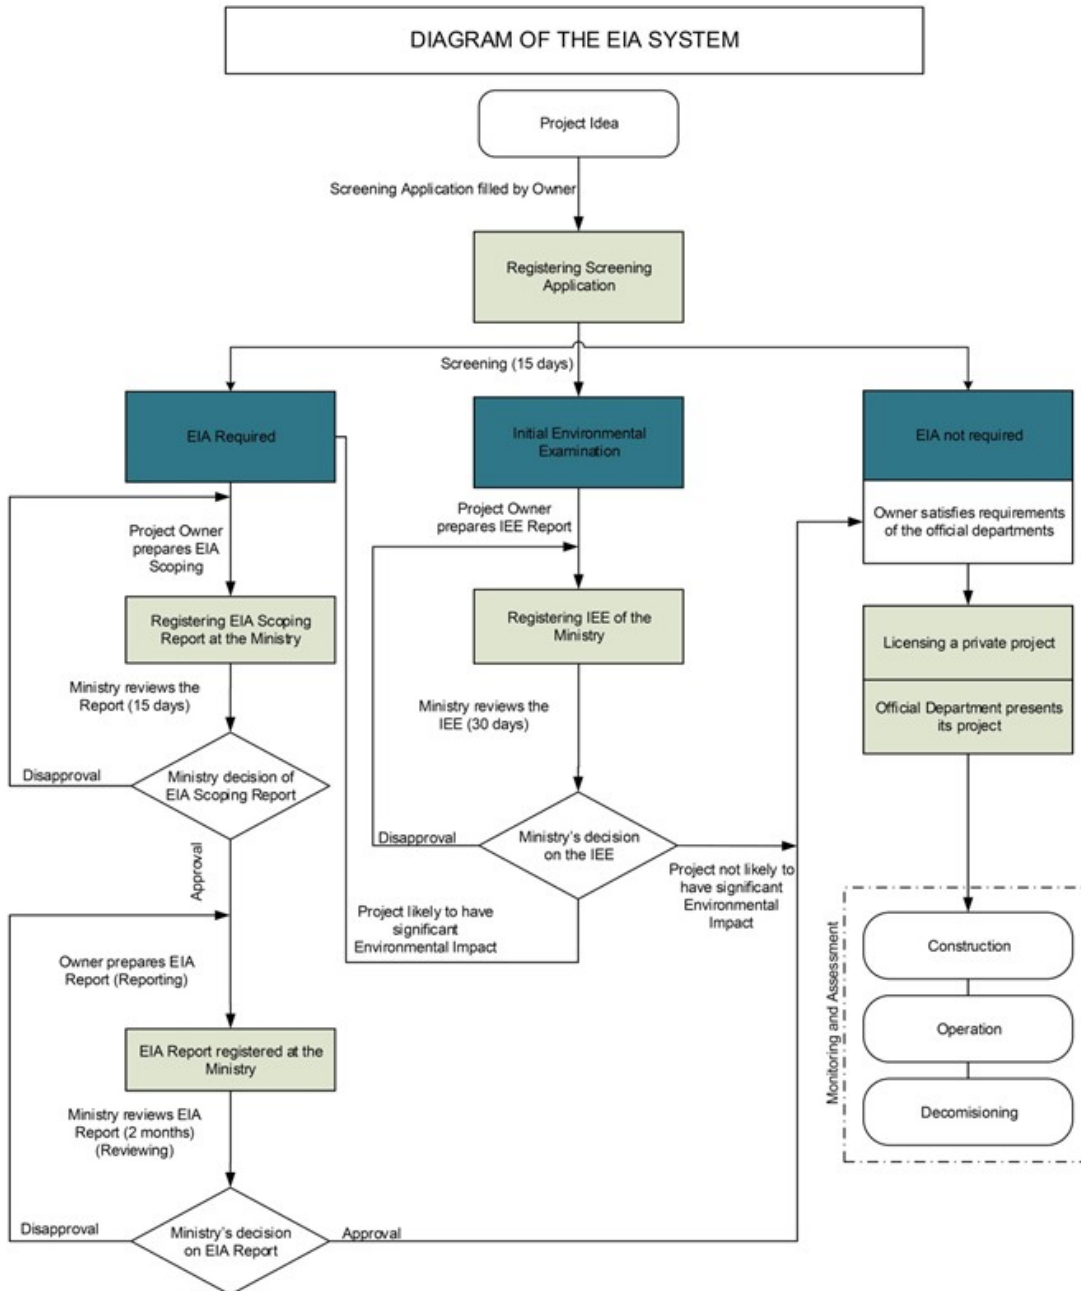 DIAGRAM OF THE EIA SYSTEM
Project Idea
Screening Application filled by Owner
Registering Screening
Application
Screening (15 days)
EIA Required
Initial Environmental
Examination
EIA not required
Project Owner
prepares EIA
Scoping
Project Owner
prepares IEE Report
Owner satisfies requirements
of the official departments
Registering EIA Scoping
Report at the Ministry
Registering IEE of the
Ministry
Licensing a private project
Ministry reviews the
Report (15 days)
Ministry reviews the
IEE (30 days)
Official Department presents
its project
Disapproval
Ministry decision of
EIA Scoping Report
Disapproval
Ministry's decision
on the IEE
Project not likely to
have significant
Environmental
Impact
Approval
Project likely to have
significant
Environmental Impact
Monitoring and Assessment
Construction
Operation
Decomisioning
Owner prepares EIA
Report (Reporting)
EIA Report registered at the
Ministry
Ministry reviews EIA
Report (2 months)
(Reviewing)
Disapproval
Ministry's decision
on EIA Report
Approval